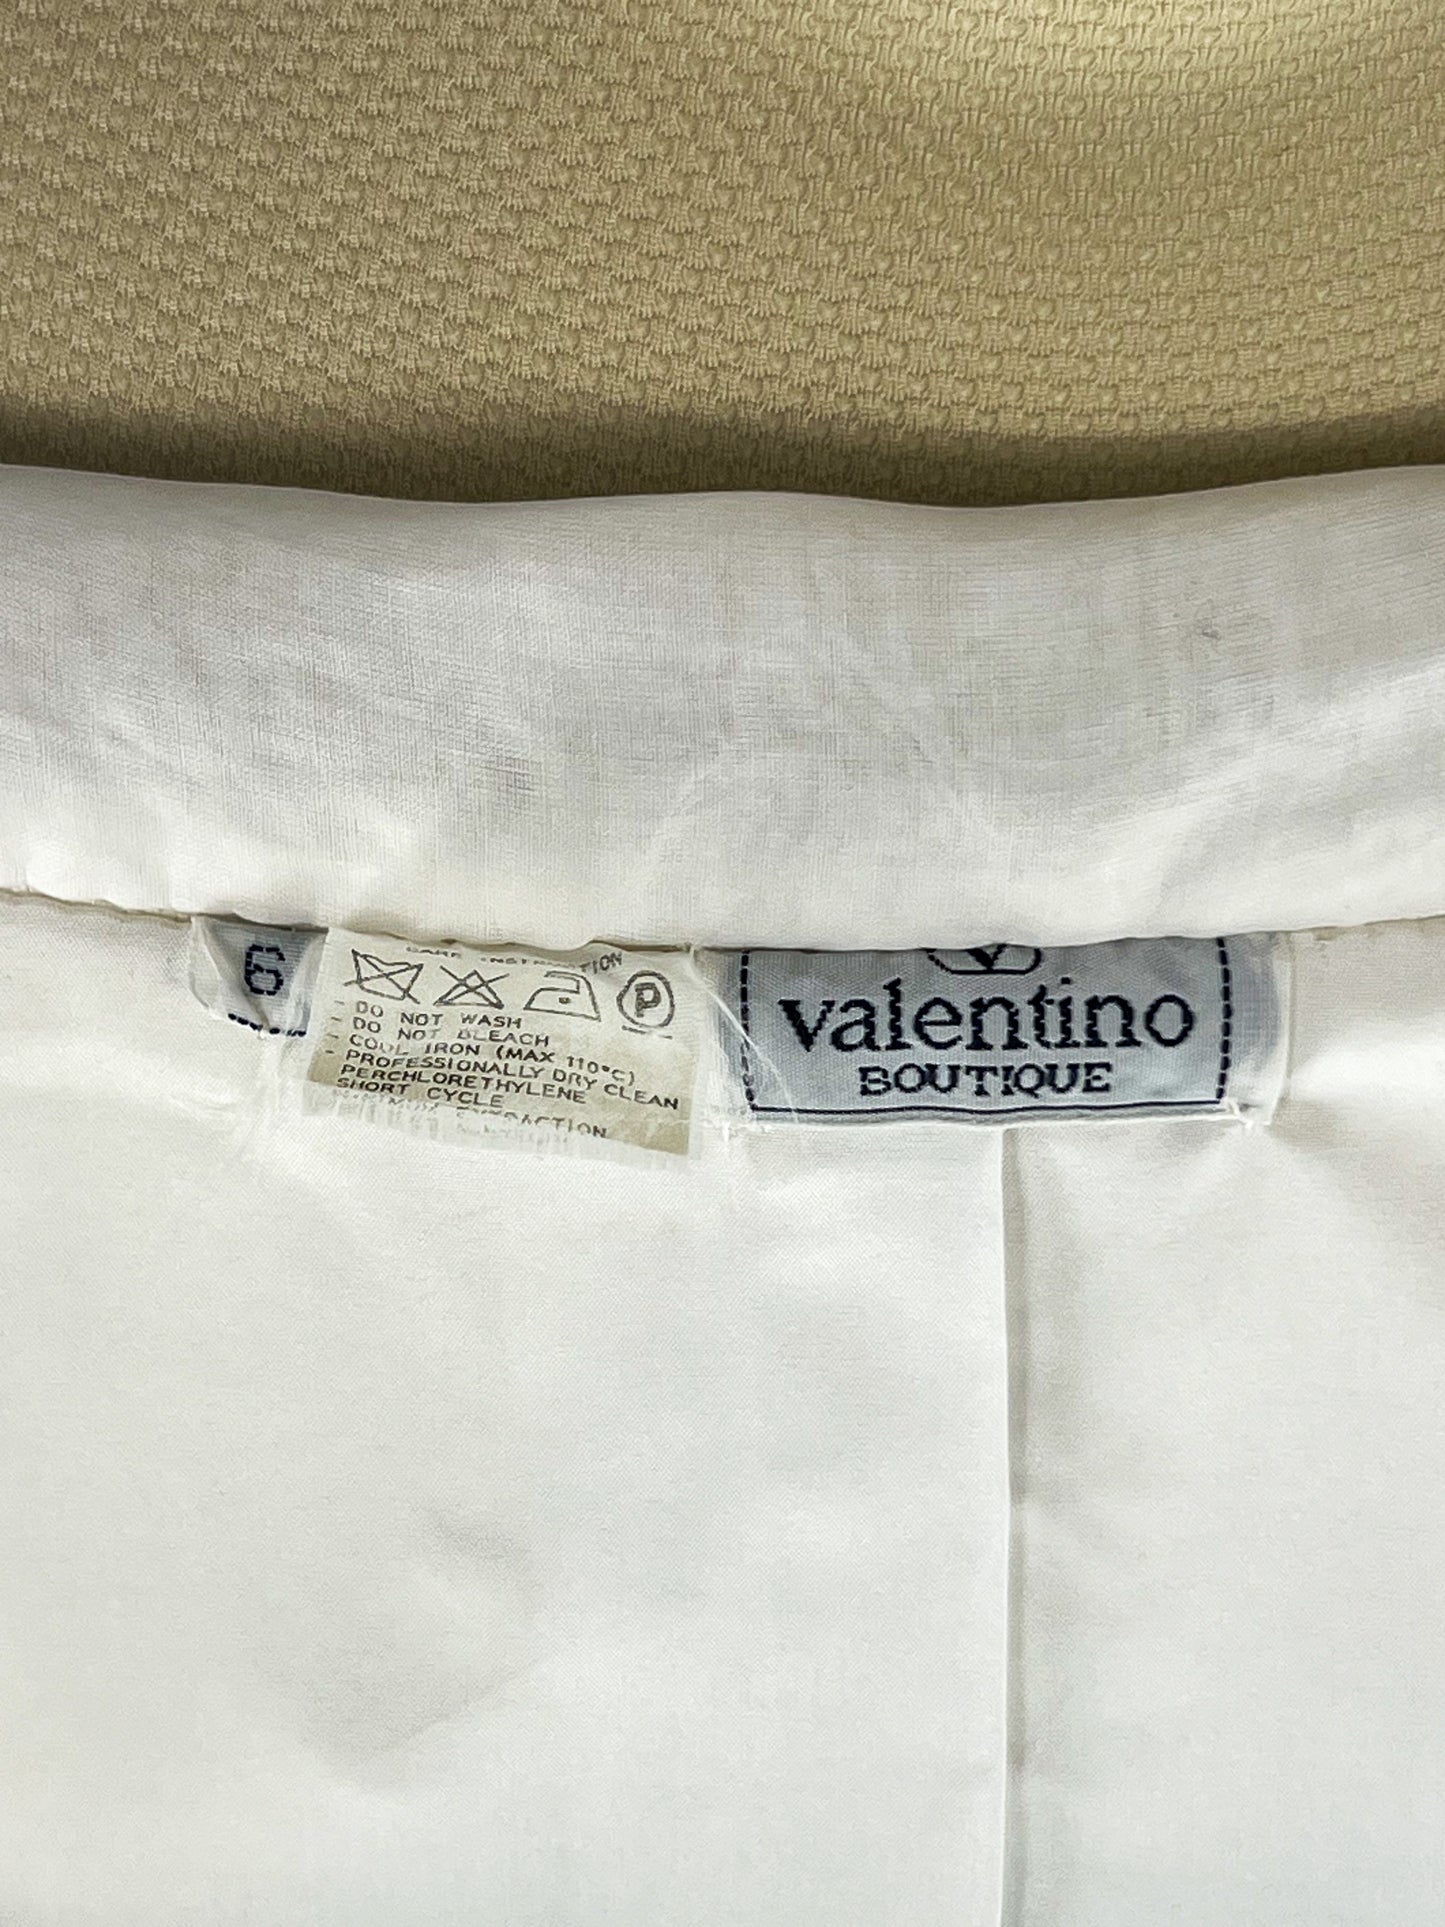 6
CARE INSTRUCTION
P
- DO NOT WASH
- DO NOT BLEACH
- COOL IRON (MAX 110°C)
- PROFESSIONALLY DRY CLEAN
PERCHLORETHYLENE
SHORT CYCLE
V
valentino
BOUTIQUE